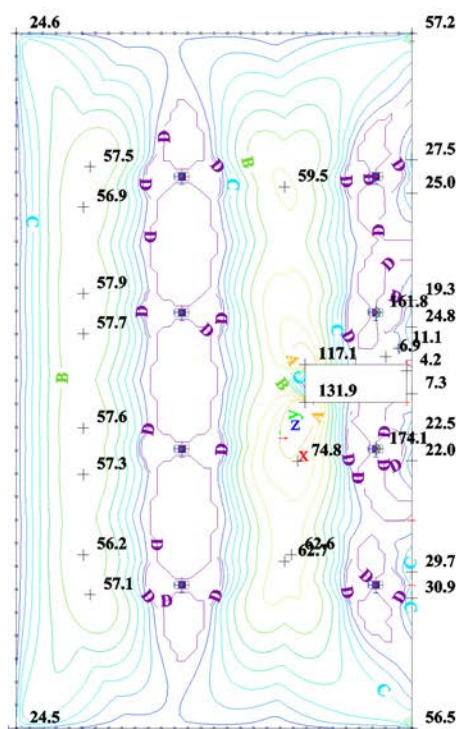 24.6 57.2
D
27.5
57.5 D B
D D D D 59.5 25.0
56.9 C
C D
D
D
57.9 19.3
D 161.8
D D 24.8
57.7 D C D 11.1
6.9
A 117.1 4.2
C
B B 7.3
131.9
y A
57.6 D z 22.5
D 174.1
D x 74.8 D D D 22.0
57.3 D
D
56.2 62.6
62.7 C 29.7
D
57.1 D D D D C 30.9
C
24.5 56.5